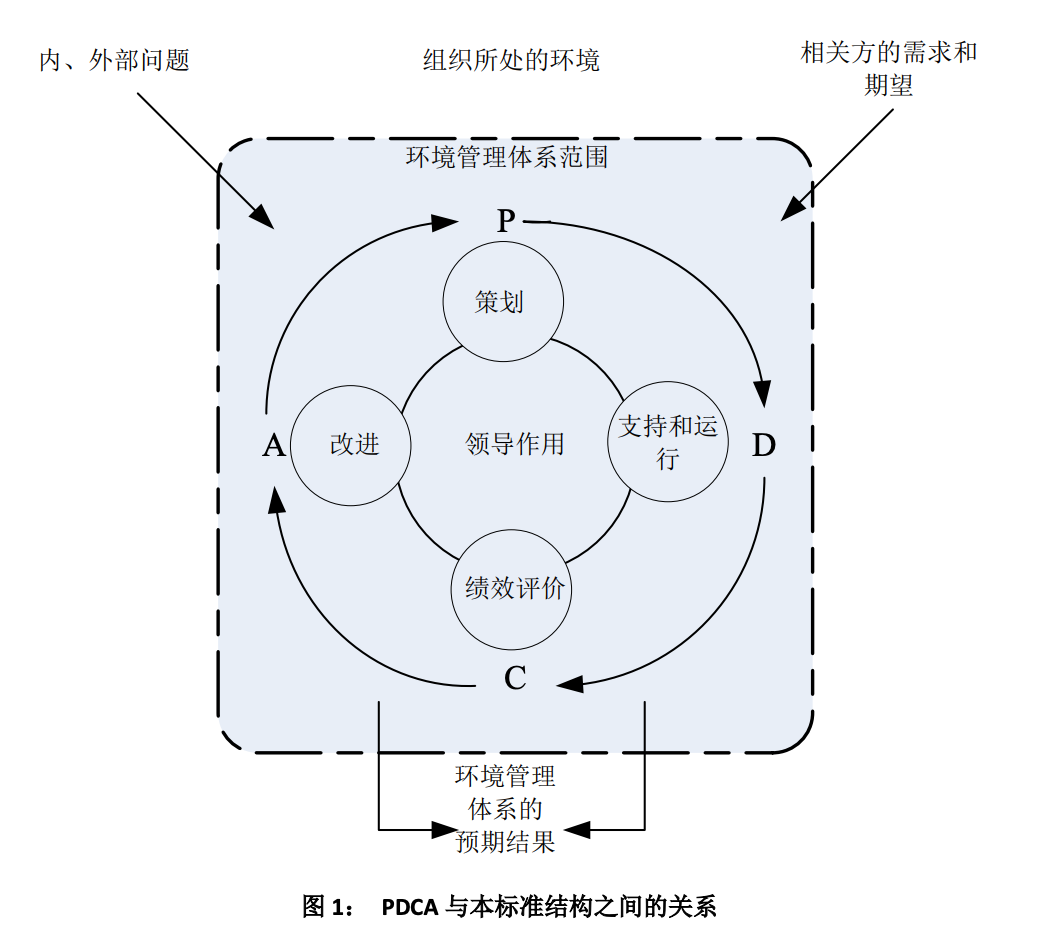 内、外部问题
组织所处的环境
相关方的需求和
期望
环境管理体系范围
P
策划
A
改进
领导作用
支持和运
行
D
绩效评价
C
环境管理
体系的
预期结果
图 1： PDCA 与本标准结构之间的关系